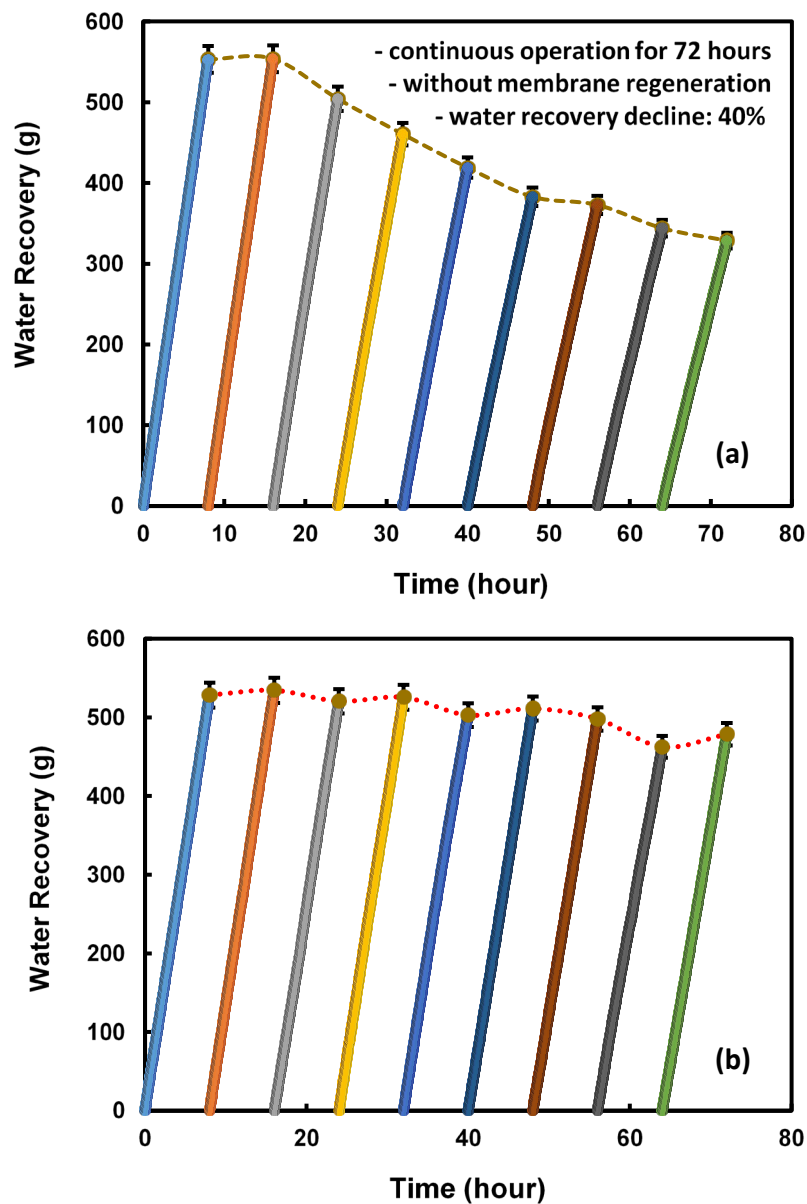 600
- continuous operation for 72 hours
- without membrane regeneration
- water recovery decline: 40%
500
400
300
200
100
0
Water Recovery (g)
(a)
0 10 20 30 40 50 60 70 80
Time (hour)
600
500
400
300
200
100
0
Water Recovery (g)
(b)
0 20 40 60 80
Time (hour)